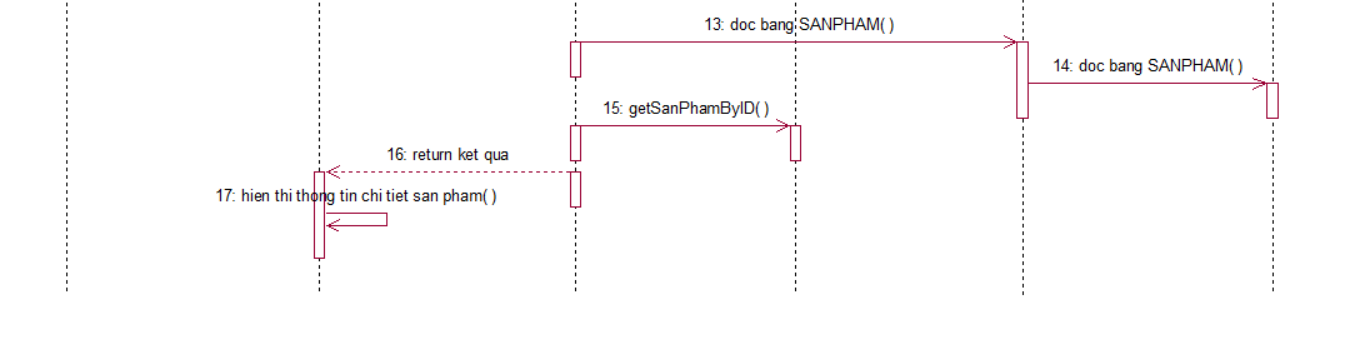 13: doc bang SANPHAM( )
14: doc bang SANPHAM( )
15: getSanPhamByID( )
16: return ket qua
17: hien thi thong tin chi tiet san pham( )